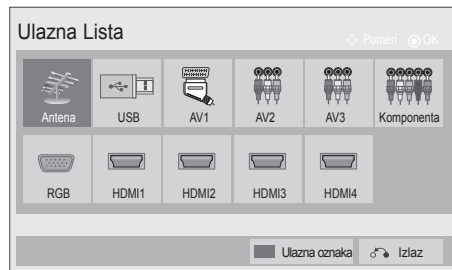 Ulazna Lista
Pomeri OK
Antena USB AV1 AV2 AV3 Komponenta
RGB HDMI1 HDMI2 HDMI3 HDMI4
Ulazna oznaka Izlaz